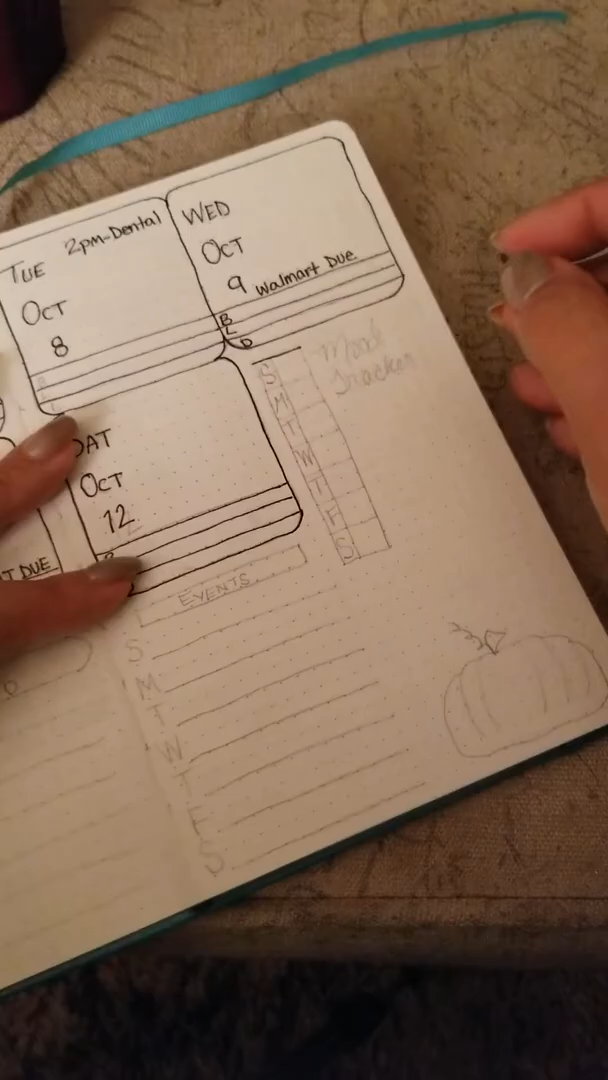 TUE
2pm-Dental
OCT
8
WED
OCT
9 Walmart Due
B
L
D
Mood
Tracker
S
M
T
W
T
F
S
SAT
OCT
12
T DUE
D
EVENTS
S
M
T
W
T
F
S